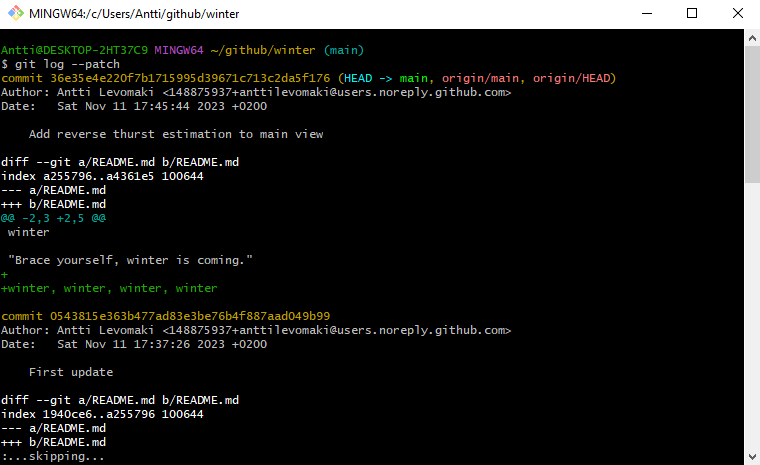 MINGW64:/c/Users/Antti/github/winter
Antti@DESKTOP-2HT37C9 MINGW64 ~/github/winter (main)
$ git log --patch
commit 36e35e4e220f7b1715995d39671c713c2da5f176 (HEAD -> main, origin/main, origin/HEAD)
Author: Antti Levomaki <148875937+anttilevomaki@users.noreply.github.com>
Date:   Sat Nov 11 17:45:44 2023 +0200
    Add reverse thurst estimation to main view
diff --git a/README.md b/README.md
index a255796..a4361e5 100644
--- a/README.md
+++ b/README.md
@@ -2,3 +2,5 @@
 winter
 "Brace yourself, winter is coming."
+
+winter, winter, winter, winter
commit 0543815e363b477ad83e3be76b4f887aad049b99
Author: Antti Levomaki <148875937+anttilevomaki@users.noreply.github.com>
Date:   Sat Nov 11 17:37:26 2023 +0200
    First update
diff --git a/README.md b/README.md
index 1940ce6..a255796 100644
--- a/README.md
+++ b/README.md
:...skipping...